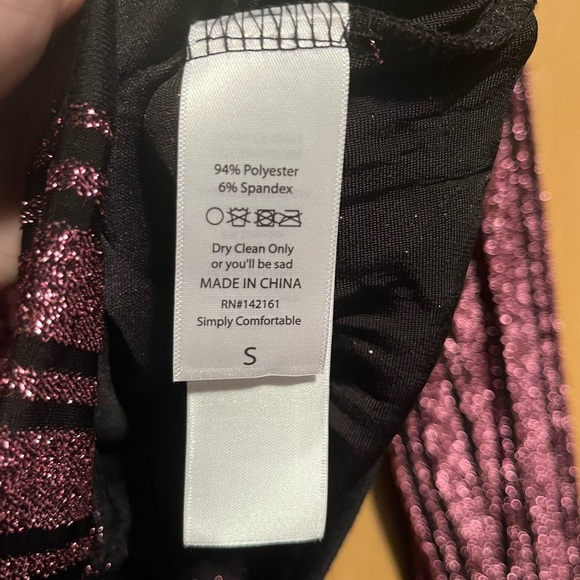 94% Polyester
6% Spandex
Dry Clean Only
or you'll be sad
MADE IN CHINA
RN#142161
Simply Comfortable
S